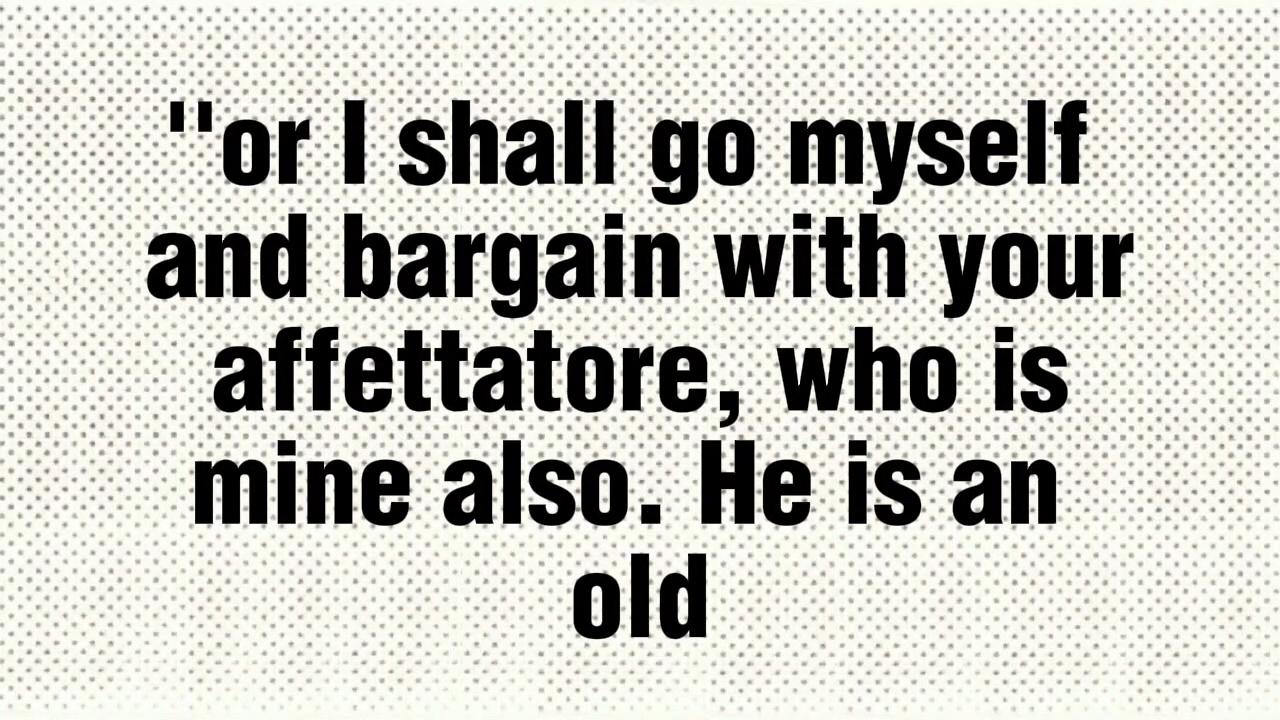 "or I shall go myself
and bargain with your
affettatore, who is
mine also. He is an
old